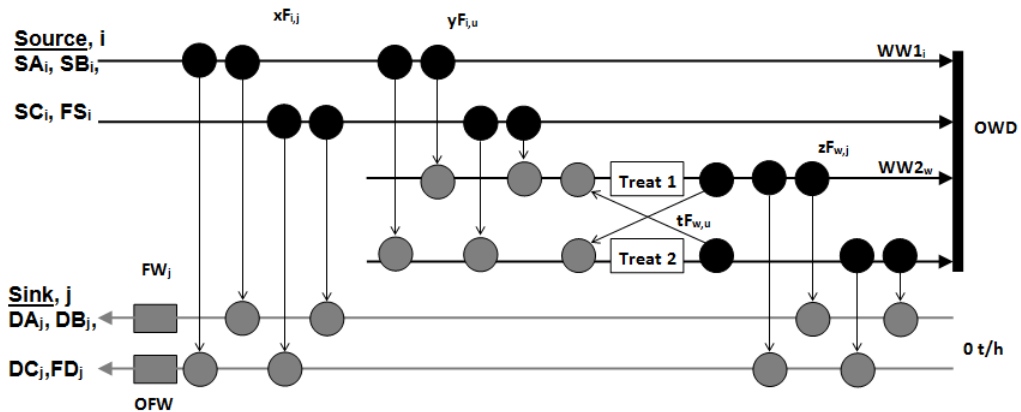 xFi,j
yFi,u
Source, i
SAi, SBi,
WW1i
SCi, FSi
OWD
zFw,j
Treat 1
WW2w
tFw,u
Treat 2
FWj
Sink, j
DAj, DBj,
0 t/h
DCj,FDj
OFW